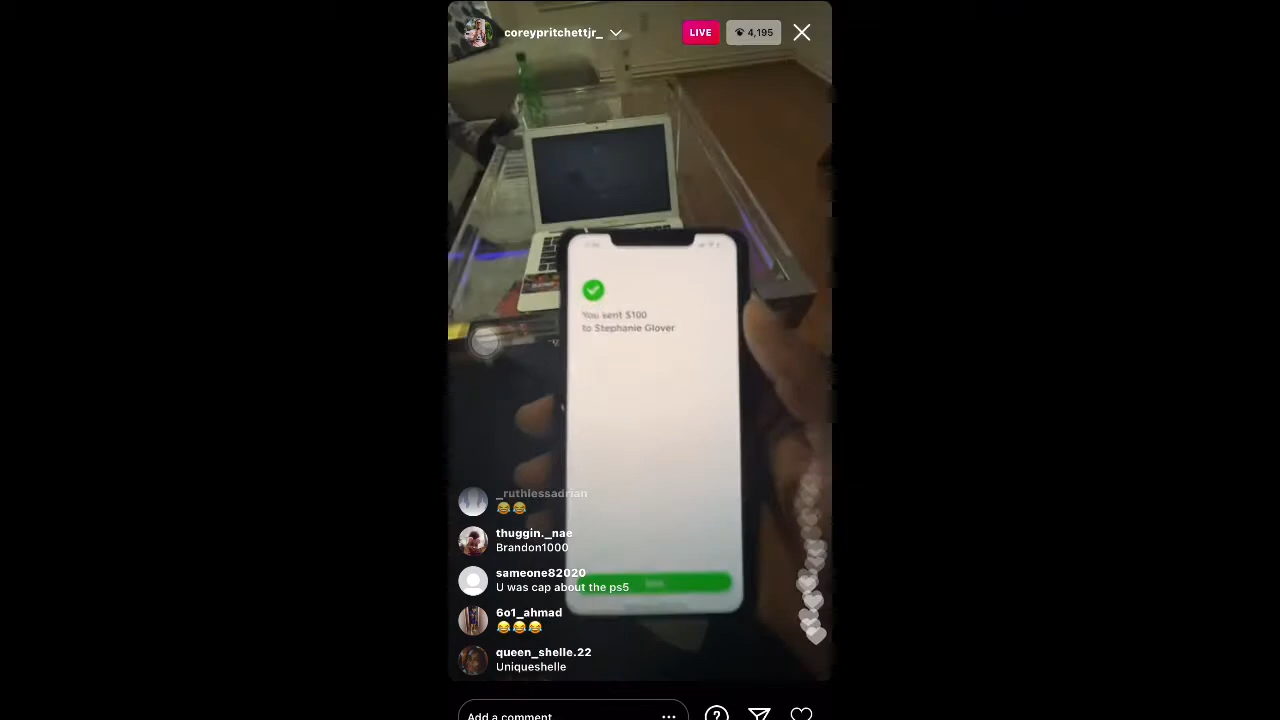 coreypritchettjr_
LIVE
4,195
You sent $100
to Stephanie Glover
_ruthlessadrian
😂😂
thuggin._nae
Brandon1000
sameone82020
U was cap about the ps5
6o1_ahmad
😂😂😂
queen_shelle.22
Uniqueshelle
Add a comment